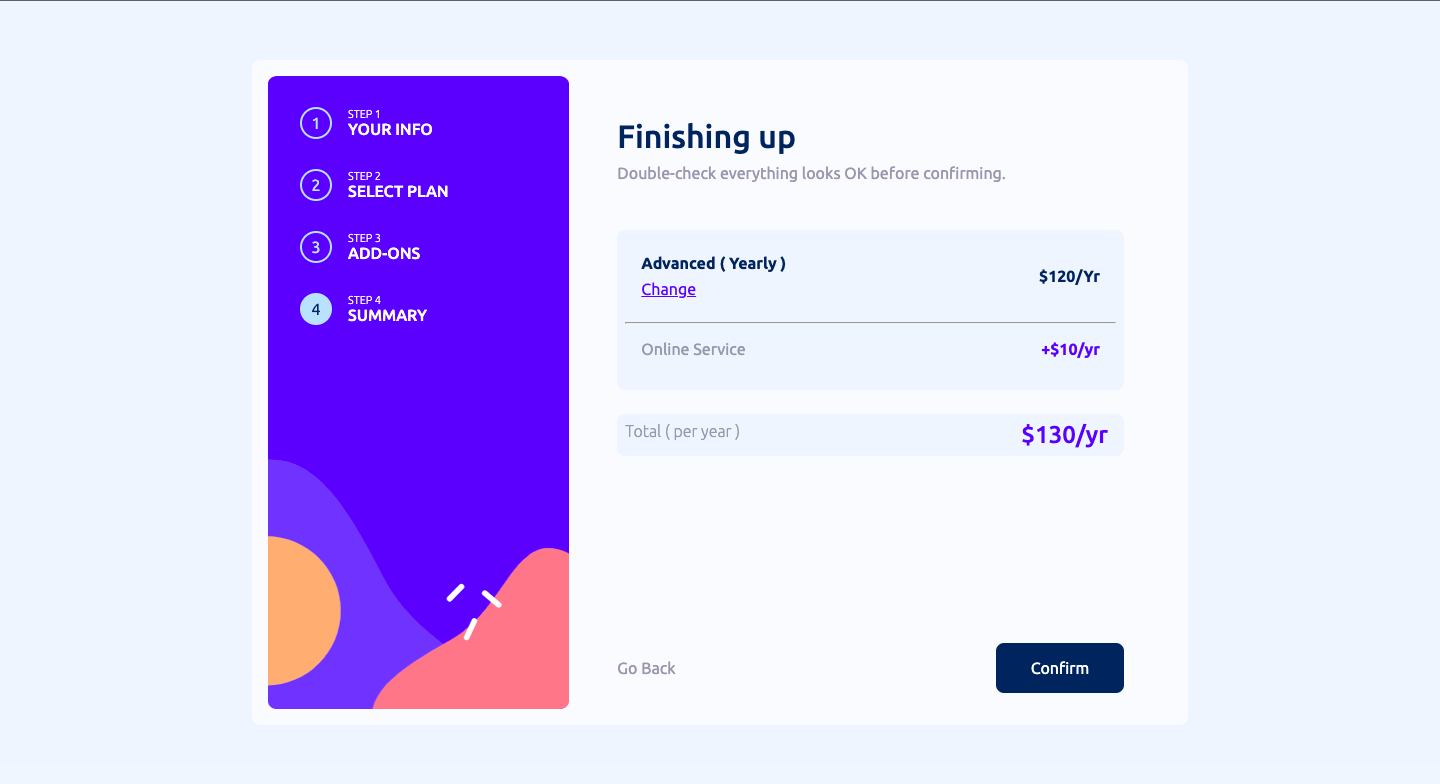 1
STEP 1
YOUR INFO
2
STEP 2
SELECT PLAN
3
STEP 3
ADD-ONS
4
STEP 4
SUMMARY
Finishing up
Double-check everything looks OK before confirming.
Advanced ( Yearly )
Change
$120/Yr
Online Service
+$10/yr
Total ( per year )
$130/yr
Go Back
Confirm